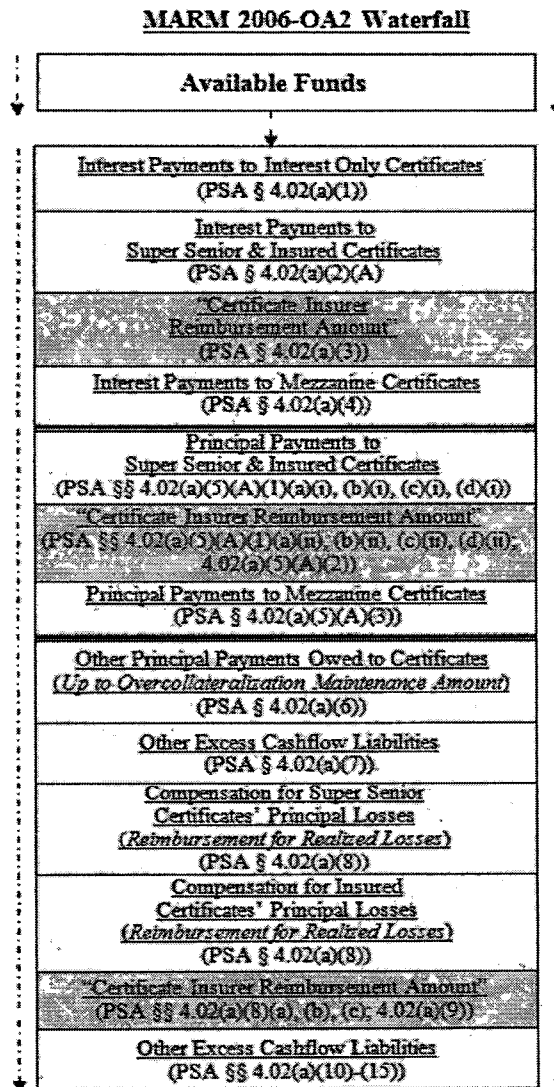 MARM 2006-OA2 Waterfall
Available Funds
Interest Payments to Interest Only Certificates
(PSA § 4.02(a)(1))
Interest Payments to
Super Senior & Insured Certificates
(PSA § 4.02(a)(2)(A)
"Certificate Insurer
Reimbursement Amount"
(PSA § 4.02(a)(3))
Interest Payments to Mezzanine Certificates
(PSA § 4.02(a)(4))
Principal Payments to
Super Senior & Insured Certificates
(PSA §§ 4.02(a)(5)(A)(1)(a)(i), (b)(i), (c)(i), (d)(i))
"Certificate Insurer Reimbursement Amount"
(PSA §§ 4.02(a)(5)(A)(1)(a)(ii), (b)(ii), (c)(ii), (d)(ii);
4.02(a)(5)(A)(2))
Principal Payments to Mezzanine Certificates
(PSA § 4.02(a)(5)(A)(3))
Other Principal Payments Owed to Certificates
(Up to Overcollateralization Maintenance Amount)
(PSA § 4.02(a)(6))
Other Excess Cashflow Liabilities
(PSA § 4.02(a)(7))
Compensation for Super Senior
Certificates' Principal Losses
(Reimbursement for Realized Losses)
(PSA § 4.02(a)(8))
Compensation for Insured
Certificates' Principal Losses
(Reimbursement for Realized Losses)
(PSA § 4.02(a)(8))
"Certificate Insurer Reimbursement Amount"
(PSA §§ 4.02(a)(8)(a), (b), (c); 4.02(a)(9))
Other Excess Cashflow Liabilities
(PSA §§ 4.02(a)(10)-(15))